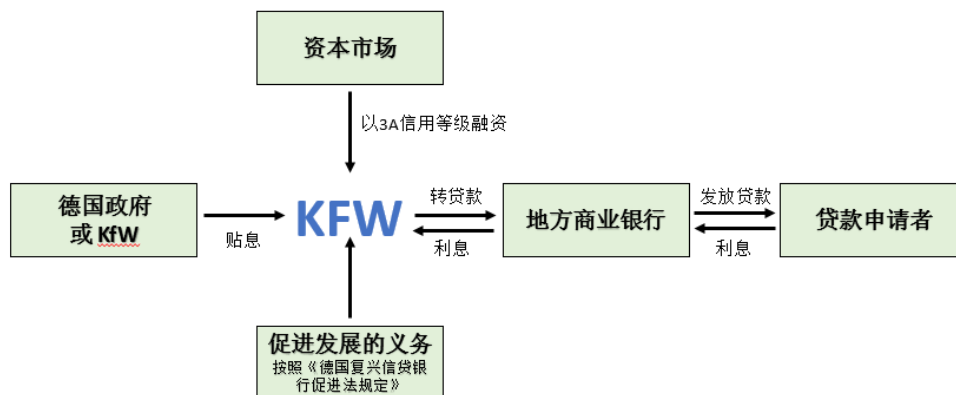 资本市场
以3A信用等级融资
德国政府
或 KfW
贴息
KFW
转贷款
利息
地方商业银行
发放贷款
利息
贷款申请者
促进发展的义务
按照《德国复兴信贷银
行促进法规定》